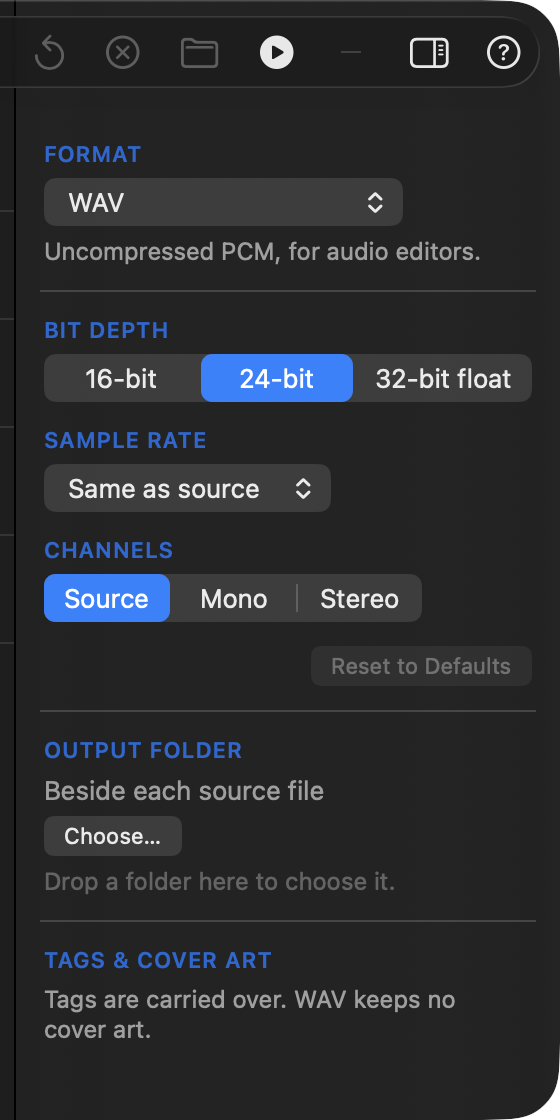 FORMAT
WAV
Uncompressed PCM, for audio editors.
BIT DEPTH
16-bit 24-bit 32-bit float
SAMPLE RATE
Same as source
CHANNELS
Source Mono Stereo
Reset to Defaults
OUTPUT FOLDER
Beside each source file
Choose...
Drop a folder here to choose it.
TAGS & COVER ART
Tags are carried over. WAV keeps no
cover art.